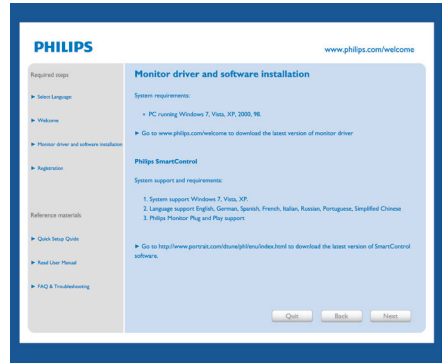 PHILIPS
www.philips.com/welcome
Required steps
Select Language
Welcome
Monitor driver and software installation
Registration
Reference materials
Quick Setup Guide
Read User Manual
FAQ & Troubleshooting
Monitor driver and software installation
System requirements:
• PC running Windows 7, Vista, XP, 2000, 98.
Go to www.philips.com/welcome to download the latest version of monitor driver
Philips SmartControl
System support and requirements:
1. System support Windows 7, Vista, XP.
2. Language support English, German, Spanish, French, Italian, Russian, Portuguese, Simplified Chinese
3. Philips Monitor Plug and Play support
Go to http://www.portrait.com/dtune/phl/enu/index.html to download the latest version of SmartControl
software.
Quit
Back
Next